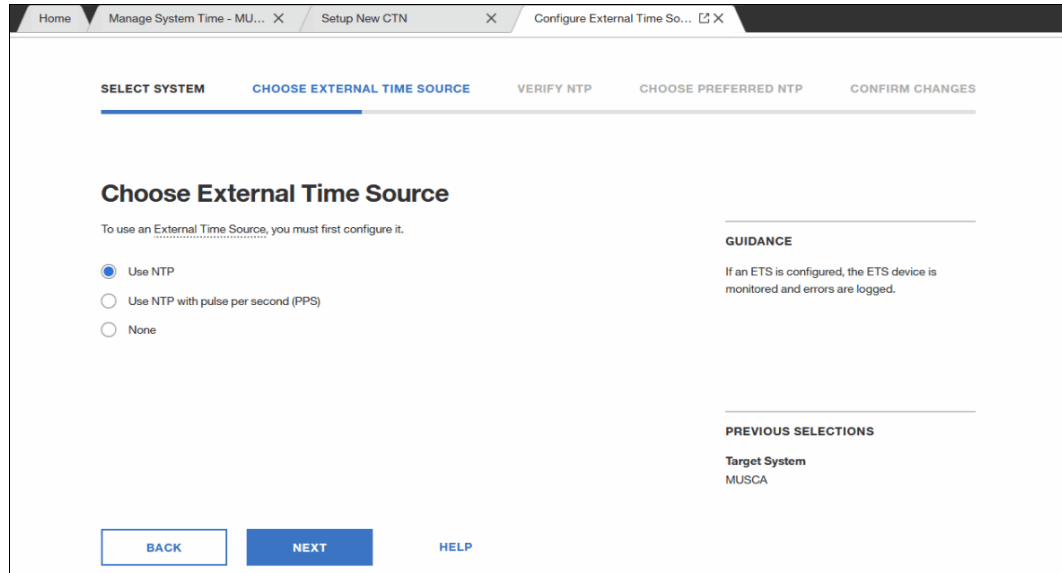 Home
Manage System Time - MU...
Setup New CTN
Configure External Time So...
SELECT SYSTEM
CHOOSE EXTERNAL TIME SOURCE
VERIFY NTP
CHOOSE PREFERRED NTP
CONFIRM CHANGES
Choose External Time Source
To use an External Time Source, you must first configure it.
Use NTP
Use NTP with pulse per second (PPS)
None
GUIDANCE
If an ETS is configured, the ETS device is
monitored and errors are logged.
PREVIOUS SELECTIONS
Target System
MUSCA
BACK
NEXT
HELP